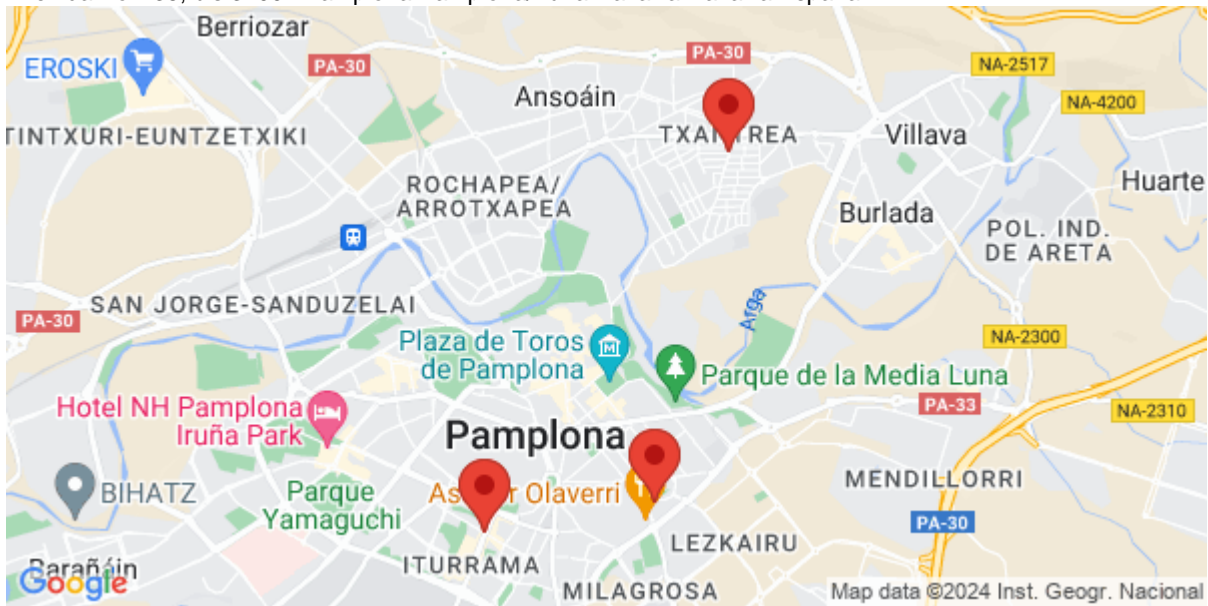 Berriozar
PA-30
EROSKI
PA-30
NA-2517
Ansoáin
NA-4200
TINTXURI-EUNTZETXIKI
Villava
ROCHAPEA/
ARROTXAPEA
Huarte
Burlada
POL. IND.
DE ARETA
SAN JORGE-SANDUZELAI
Arga
PA-30
Plaza de Toros
de Pamplona
NA-2300
Parque de la Media Luna
Hotel NH Pamplona
Iruña Park
PA-33
NA-2310
Pamplona
BIHATZ
Parque
Yamaguchi
Olaverri
MENDILLORRI
PA-30
LEZKAIRU
ITURRAMA
Barañáin
Google
MILAGROSA
Map data ©2024 Inst. Geogr. Nacional